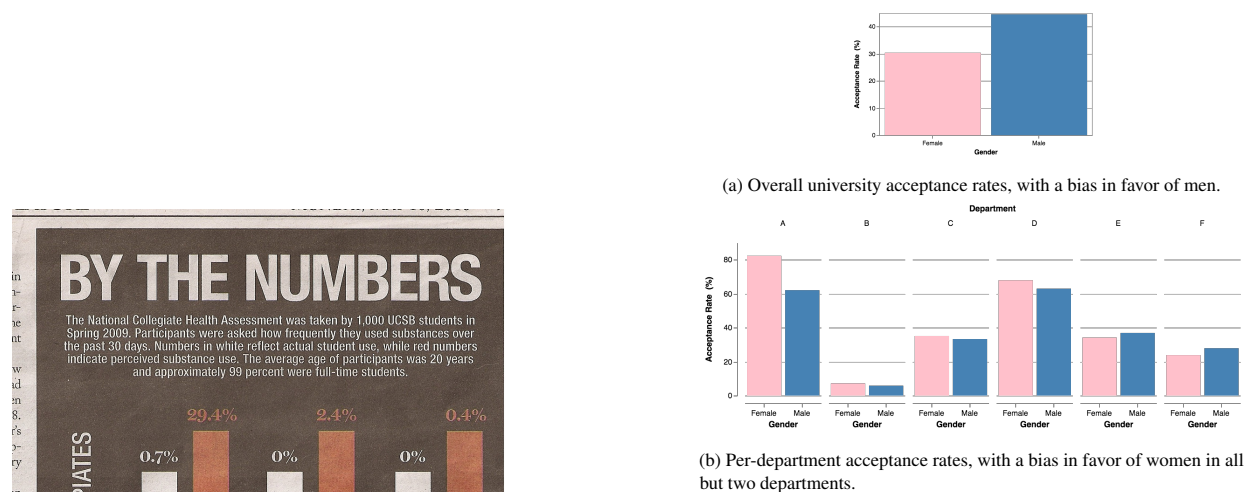 BY THE NUMBERS
The National Collegiate Health Assessment was taken by 1,000 UCSB students in
Spring 2009. Participants were asked how frequently they used substances over
the past 30 days. Numbers in white reflect actual student use, while red numbers
indicate perceived substance use. The average age of participants was 20 years
and approximately 99 percent were full-time students.
29.4% 2.4% 0.4%
0.7% 0% 0%
40
30
20
10
0
Acceptance Rate (%)
Female Male
Gender
(a) Overall university acceptance rates, with a bias in favor of men.
Department
A B C D E F
80
60
40
20
0
Acceptance Rate (%)
Female Male Female Male Female Male Female Male Female Male Female Male
Gender Gender Gender Gender Gender Gender
(b) Per-department acceptance rates, with a bias in favor of women in all
but two departments.